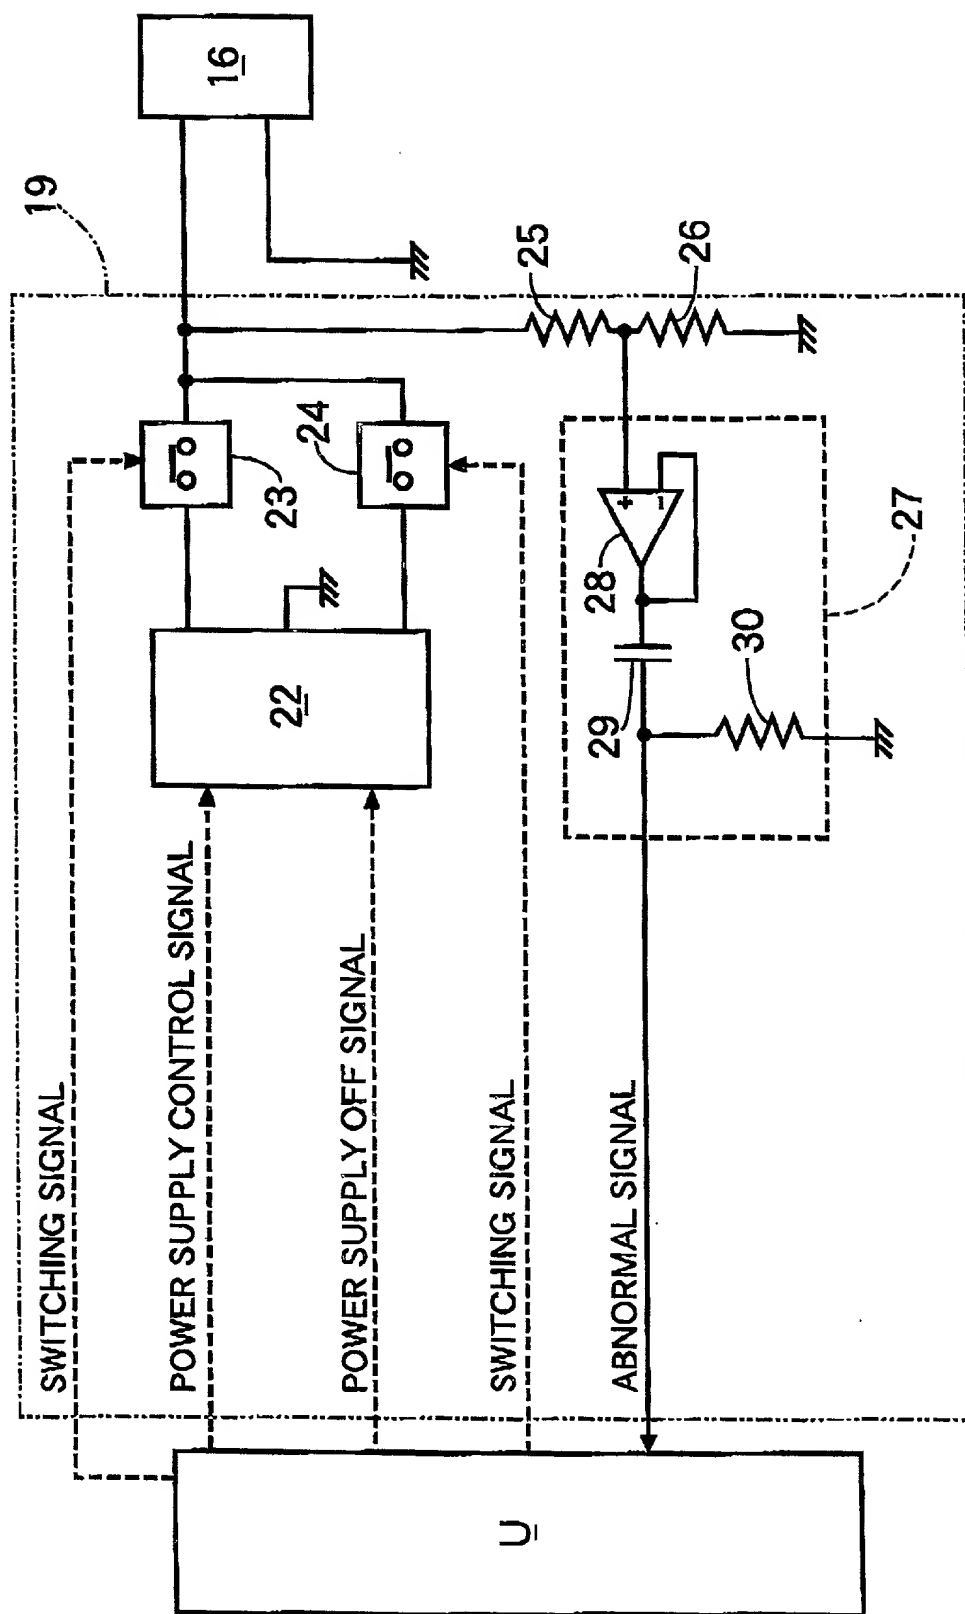 SWITCHING SIGNAL
POWER SUPPLY CONTROL SIGNAL
POWER SUPPLY OFF SIGNAL
SWITCHING SIGNAL
ABNORMAL SIGNAL
U
22
23
24
19
16
25
26
+
−
28
29
30
27